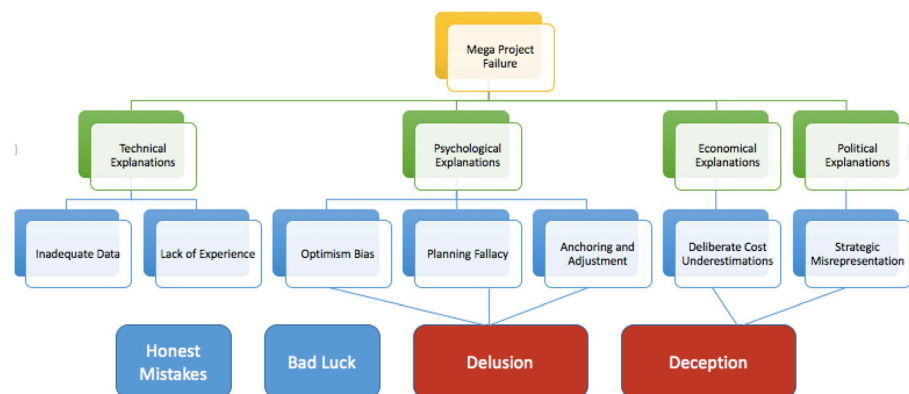 Mega Project
Failure
)
Technical
Explanations
Psychological
Explanations
Economical
Explanations
Political
Explanations
Inadequate Data
Lack of Experience
Optimism Bias
Planning Fallacy
Anchoring and
Adjustment
Deliberate Cost
Underestimations
Strategic
Misrepresentation
Honest
Mistakes
Bad Luck
Delusion
Deception